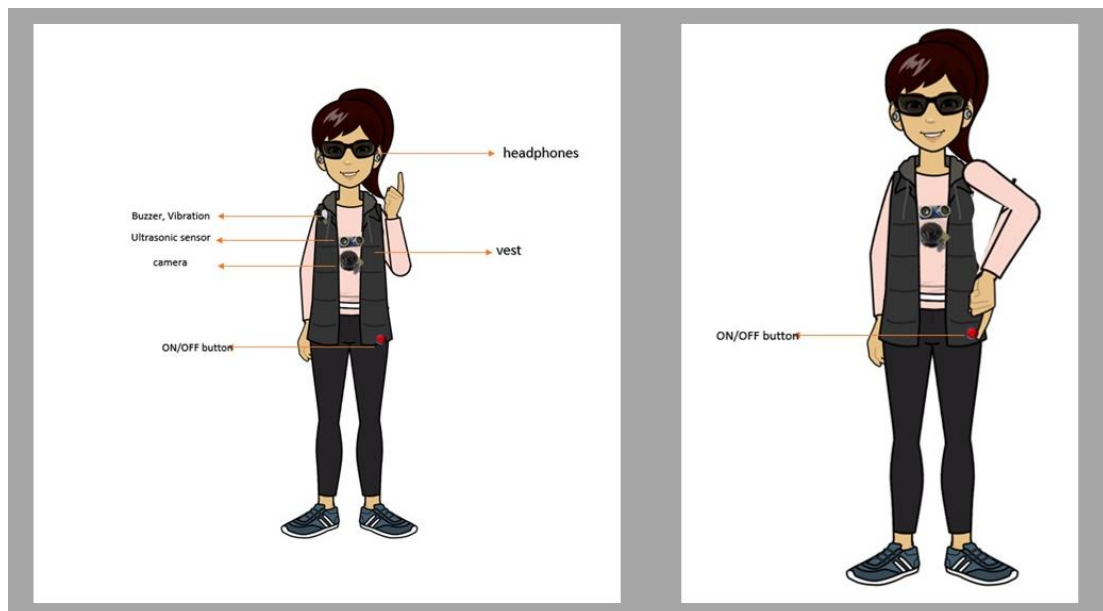 headphones
Buzzer, Vibration
Ultrasonic sensor
vest
camera
ON/OFF button
ON/OFF button